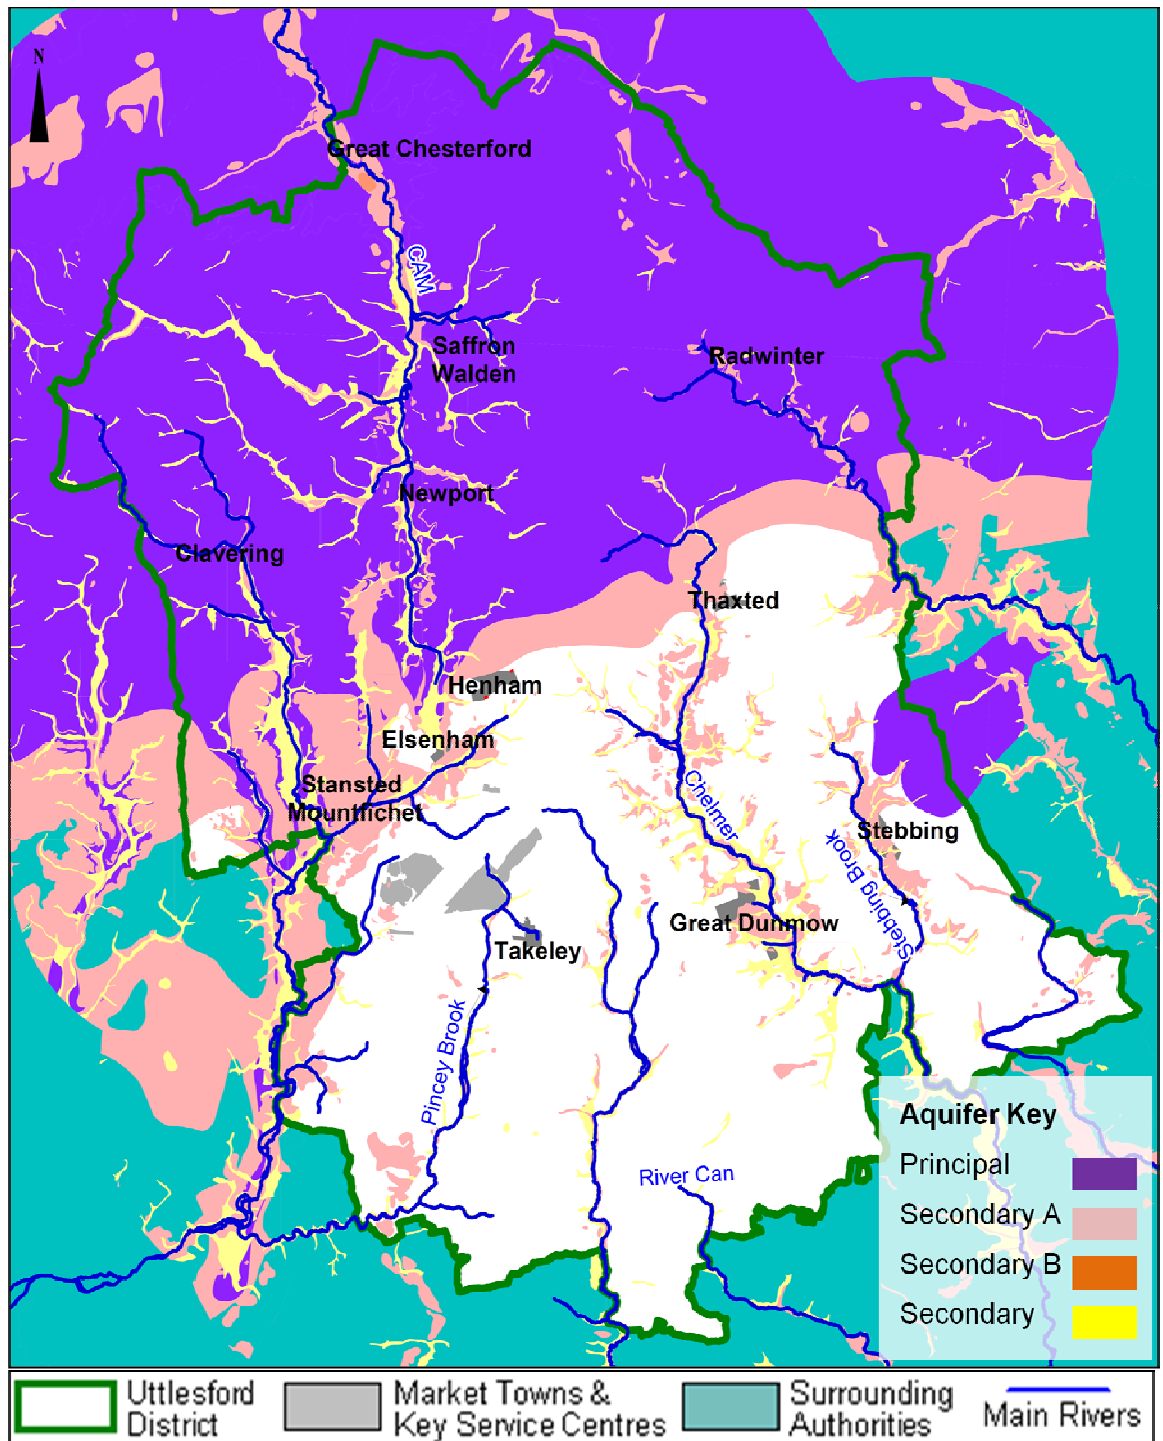 N
Great Chesterford
CAM
Saffron
Walden
Radwinter
Newport
Clavering
Thaxted
Henham
Elsenham
Stansted
Mountfichet
Chelmer
Stebbing
Stebbing Brook
Great Dunmow
Takeley
Pincey Brook
River Can
Aquifer Key
Principal
Secondary A
Secondary B
Secondary
Uttlesford
District
Market Towns &
Key Service Centres
Surrounding
Authorities
Main Rivers